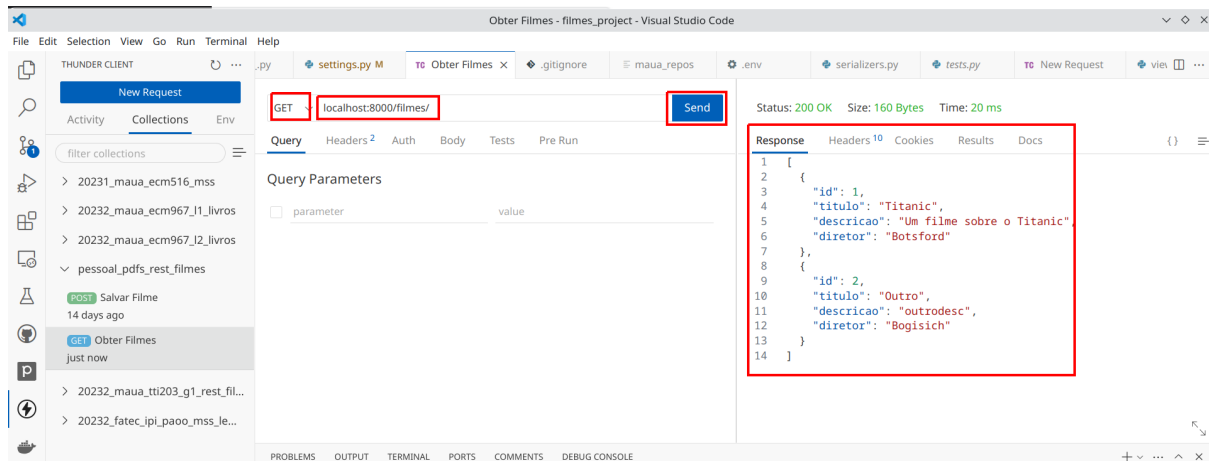 Obter Filmes - filmes_project - Visual Studio Code
File Edit Selection View Go Run Terminal Help
THUNDER CLIENT
.py settings.py M TC Obter Filmes .gitignore maua_repos .env serializers.py tests.py TC New Request
New Request
Activity Collections Env
filter collections
20231_maua_ecm516_mss
20232_maua_ecm967_l1_livros
20232_maua_ecm967_l2_livros
pessoal_pdfs_rest_filmes
POST Salvar Filme
14 days ago
GET Obter Filmes
just now
20232_maua_tti203_g1_rest_fil...
20232_fatec_ipi_paoo_mss_le...
1
GET localhost:8000/filmes/ Send
Query Headers 2 Auth Body Tests Pre Run
Query Parameters
parameter value
Status: 200 OK Size: 160 Bytes Time: 20 ms
Response Headers 10 Cookies Results Docs { }
1 [
2 {
3 "id": 1,
4 "titulo": "Titanic",
5 "descricao": "Um filme sobre o Titanic",
6 "diretor": "Botsford"
7 },
8 {
9 "id": 2,
10 "titulo": "Outro",
11 "descricao": "outrodesc",
12 "diretor": "Bogisich"
13 }
14 ]
PROBLEMS OUTPUT TERMINAL PORTS COMMENTS DEBUG CONSOLE